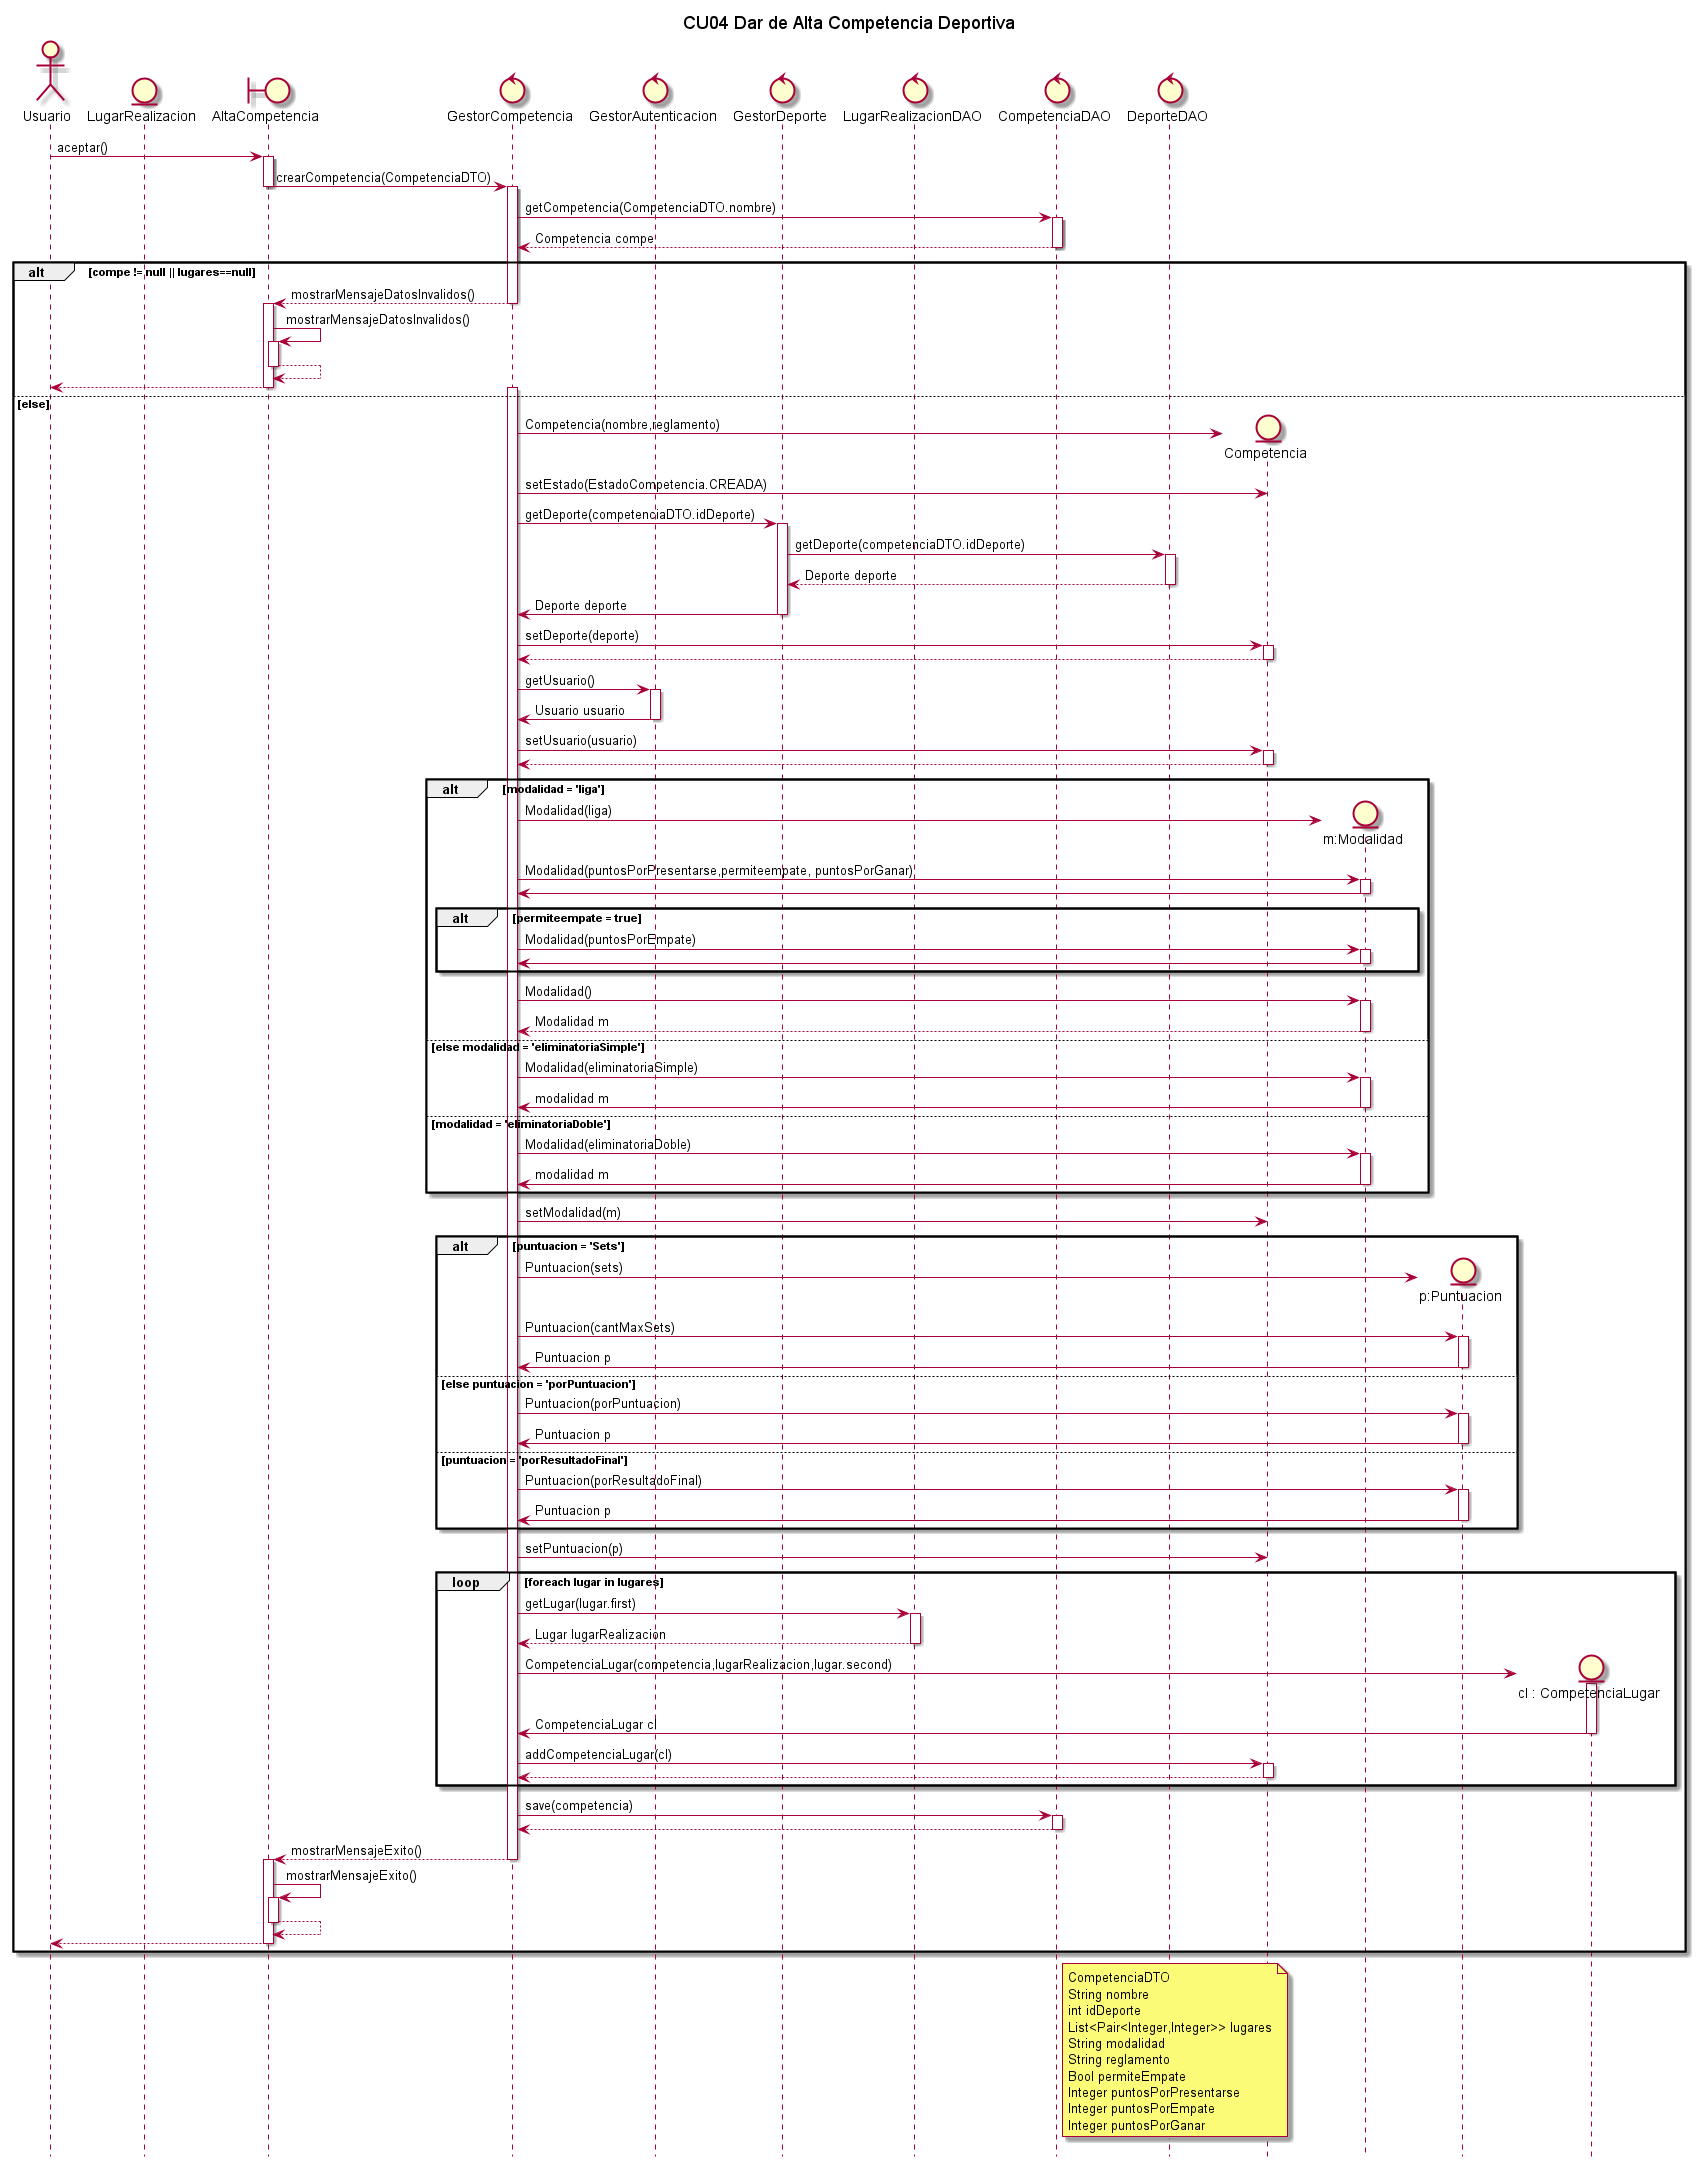 CU04 Dar de Alta Competencia Deportiva
Usuario LugarRealizacion AltaCompetencia GestorCompetencia GestorAutenticacion GestorDeporte LugarRealizacionDAO CompetenciaDAO DeporteDAO
aceptar()
crearCompetencia(CompetenciaDTO)
getCompetencia(CompetenciaDTO.nombre)
Competencia compe
alt [compe != null || lugares==null]
mostrarMensajeDatosInvalidos()
mostrarMensajeDatosInvalidos()
[else]
Competencia(nombre,reglamento)
Competencia
setEstado(EstadoCompetencia.CREADA)
getDeporte(competenciaDTO.idDeporte)
getDeporte(competenciaDTO.idDeporte)
Deporte deporte
Deporte deporte
setDeporte(deporte)
getUsuario()
Usuario usuario
setUsuario(usuario)
alt [modalidad = 'liga']
Modalidad(liga)
m:Modalidad
Modalidad(puntosPorPresentarse,permiteempate, puntosPorGanar)
alt [permiteempate = true]
Modalidad(puntosPorEmpate)
Modalidad()
Modalidad m
[else modalidad = 'eliminatoriaSimple']
Modalidad(eliminatoriaSimple)
modalidad m
[modalidad = 'eliminatoriaDoble']
Modalidad(eliminatoriaDoble)
modalidad m
setModalidad(m)
alt [puntuacion = 'Sets']
Puntuacion(sets)
p:Puntuacion
Puntuacion(cantMaxSets)
Puntuacion p
[else puntuacion = 'porPuntuacion']
Puntuacion(porPuntuacion)
Puntuacion p
[puntuacion = 'porResultadoFinal']
Puntuacion(porResultadoFinal)
Puntuacion p
setPuntuacion(p)
loop [foreach lugar in lugares]
getLugar(lugar.first)
Lugar lugarRealizacion
CompetenciaLugar(competencia,lugarRealizacion,lugar.second)
cl : CompetenciaLugar
CompetenciaLugar cl
addCompetenciaLugar(cl)
save(competencia)
mostrarMensajeExito()
mostrarMensajeExito()
CompetenciaDTO
String nombre
int idDeporte
List<Pair<Integer,Integer>> lugares
String modalidad
String reglamento
Bool permiteEmpate
Integer puntosPorPresentarse
Integer puntosPorEmpate
Integer puntosPorGanar